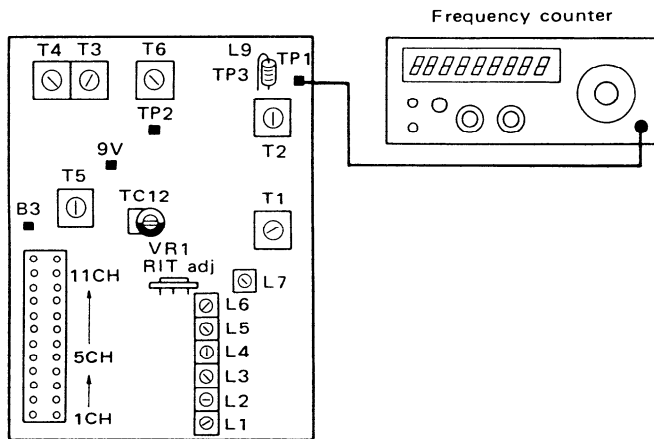 Frequency counter
T4 T3 T6 L9 TP1
TP3
TP2
T2
9V
T5
TC12
T1
B3
VR1
RIT adj
11CH
L7
L6
L5
L4
5CH
L3
L2
1CH
L1
888888888